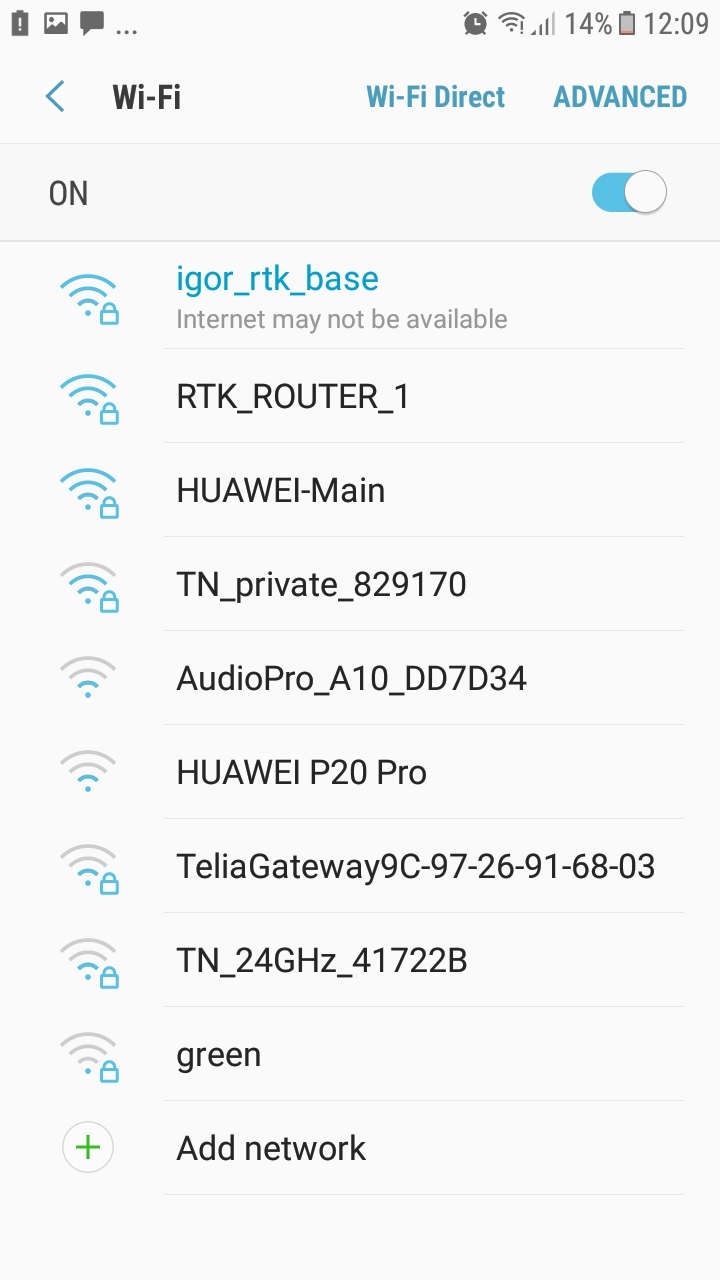 ... 14% 12:09
Wi-Fi Wi-Fi Direct ADVANCED
ON
igor_rtk_base
Internet may not be available
RTK_ROUTER_1
HUAWEI-Main
TN_private_829170
AudioPro_A10_DD7D34
HUAWEI P20 Pro
TeliaGateway9C-97-26-91-68-03
TN_24GHz_41722B
green
Add network